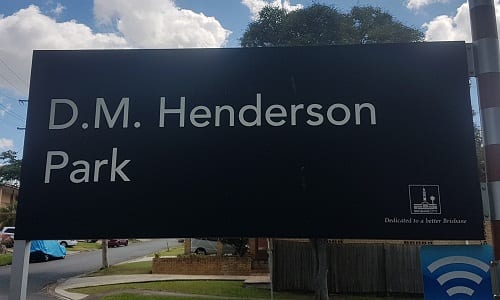 D.M. Henderson
Park
Dedicated to a better Brisbane